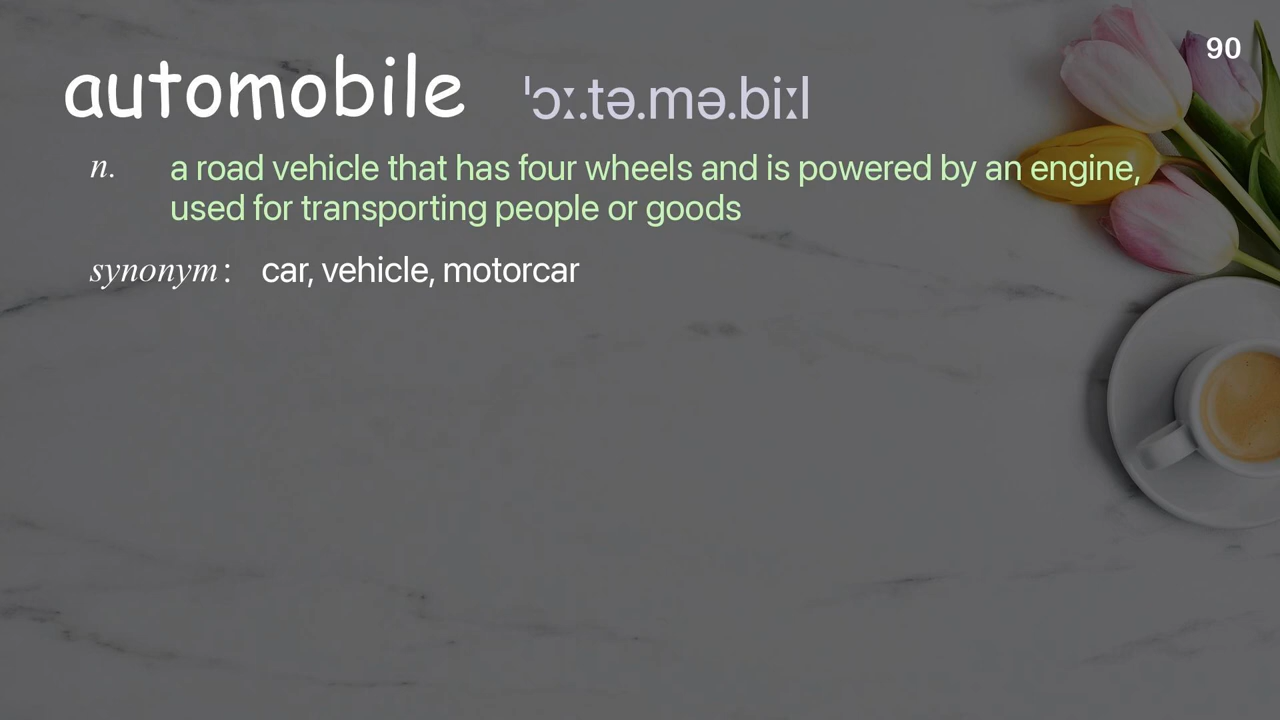 90
automobile ˈɔː.tə.mə.biːl
n. a road vehicle that has four wheels and is powered by an engine,
used for transporting people or goods
synonym : car, vehicle, motorcar